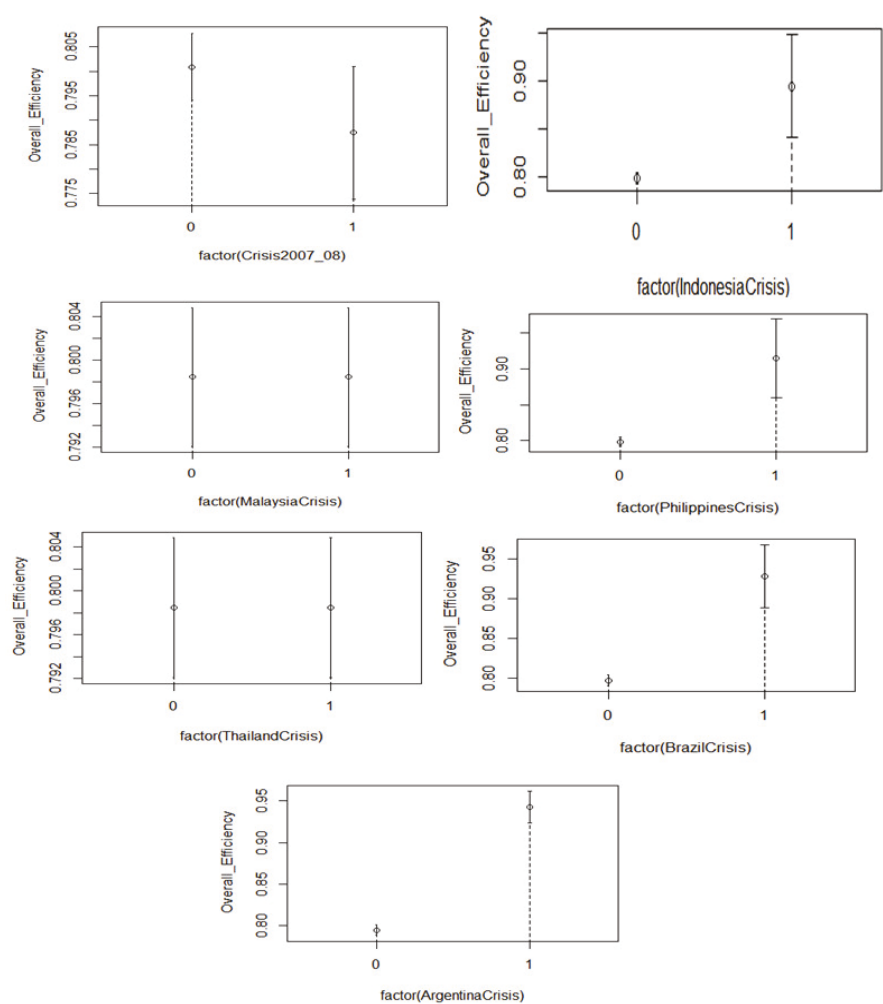 Overall_Efficiency
0.805
0.795
0.785
0.775
0
1
factor(Crisis2007_08)
Overall_Efficiency
0.90
0.80
0
1
factor(IndonesiaCrisis)
Overall_Efficiency
0.804
0.800
0.796
0.792
0
1
factor(MalaysiaCrisis)
Overall_Efficiency
0.90
0.80
0
1
factor(PhilippinesCrisis)
Overall_Efficiency
0.804
0.800
0.796
0.792
0
1
factor(ThailandCrisis)
Overall_Efficiency
0.95
0.90
0.85
0.80
0
1
factor(BrazilCrisis)
Overall_Efficiency
0.95
0.90
0.85
0.80
0
1
factor(ArgentinaCrisis)